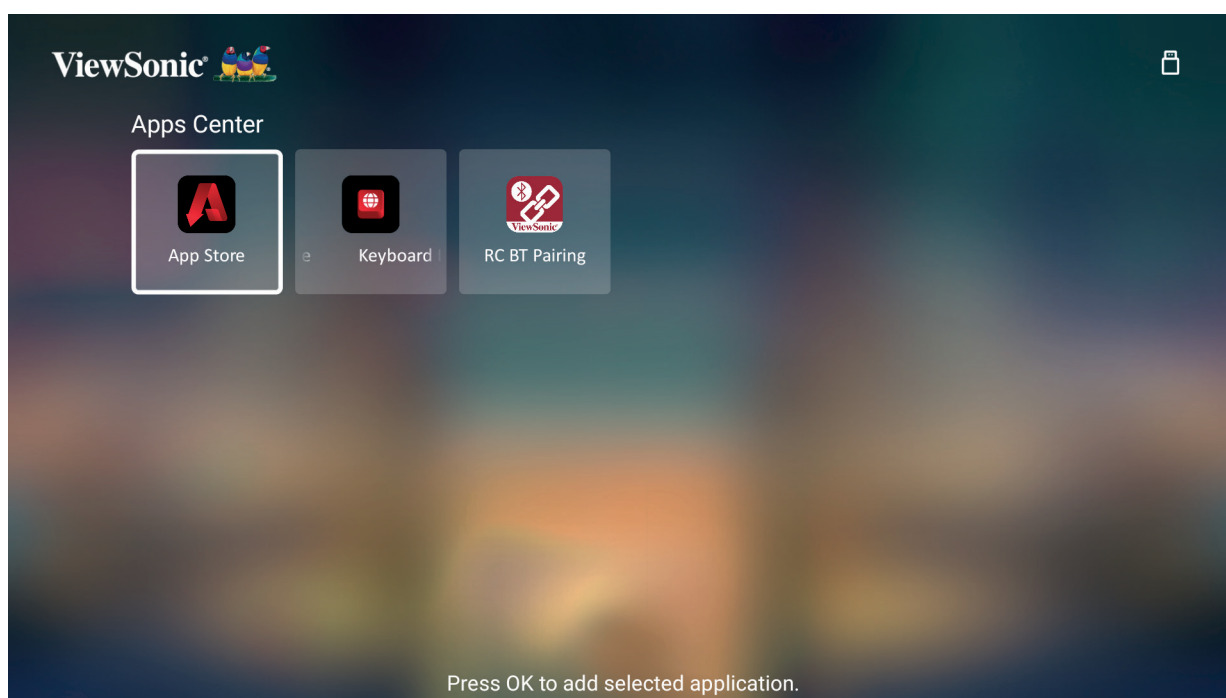 ViewSonic®
Apps Center
App Store
e Keyboard
RC BT Pairing
ViewSonic
Press OK to add selected application.